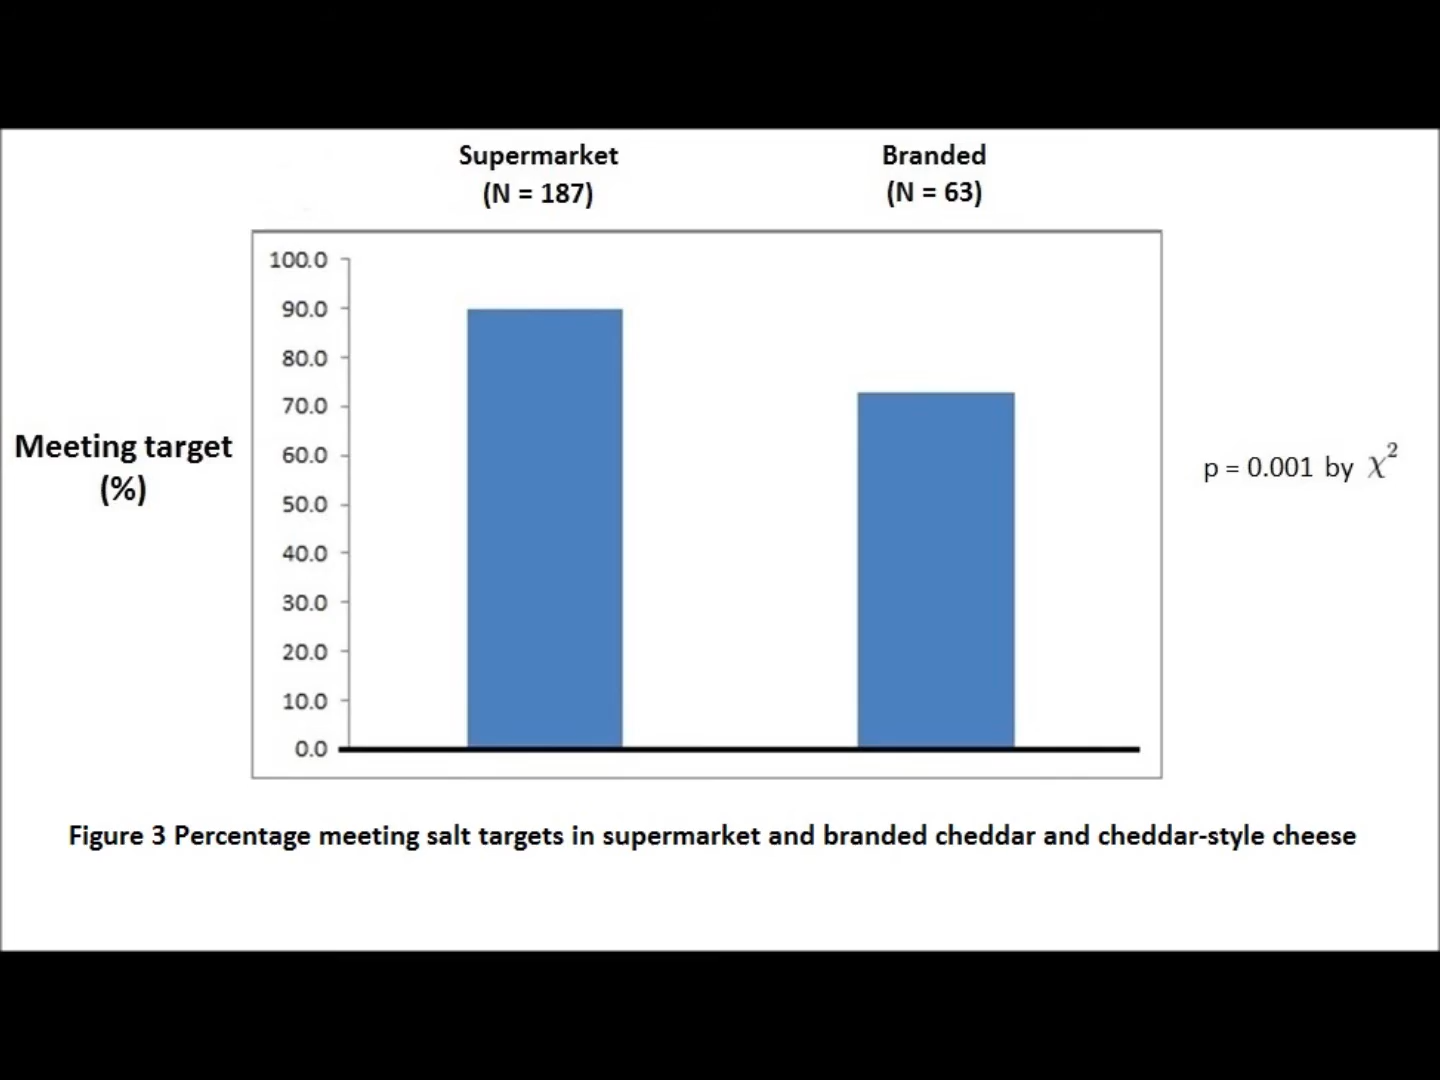 Supermarket
(N = 187)
Branded
(N = 63)
100.0
90.0
80.0
70.0
60.0
50.0
40.0
30.0
20.0
10.0
0.0
Meeting target
(%)
p = 0.001 by χ²
Figure 3 Percentage meeting salt targets in supermarket and branded cheddar and cheddar-style cheese